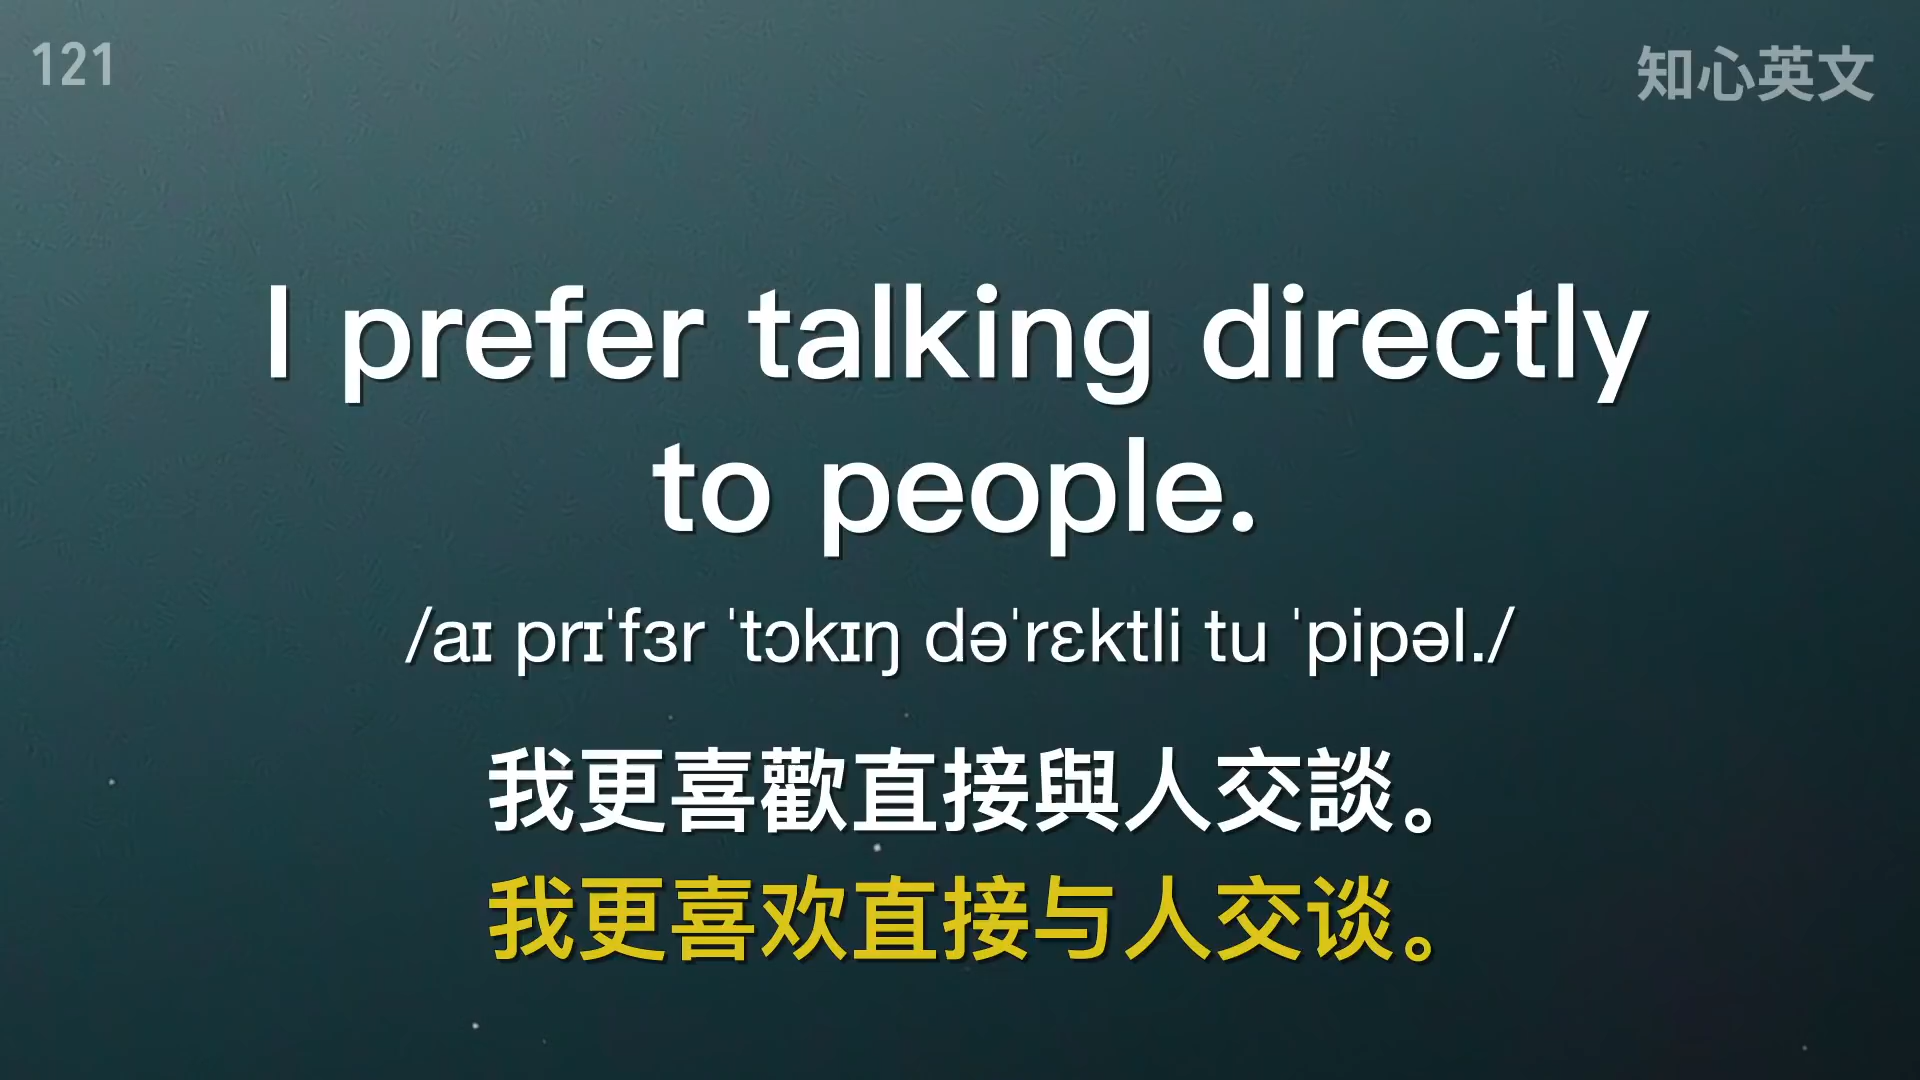 121
知心英文
I prefer talking directly
to people.
/aɪ prɪˈfɜr ˈtɔkɪŋ dəˈrɛktli tu ˈpipəl./
我更喜歡直接與人交談。
我更喜欢直接与人交谈。